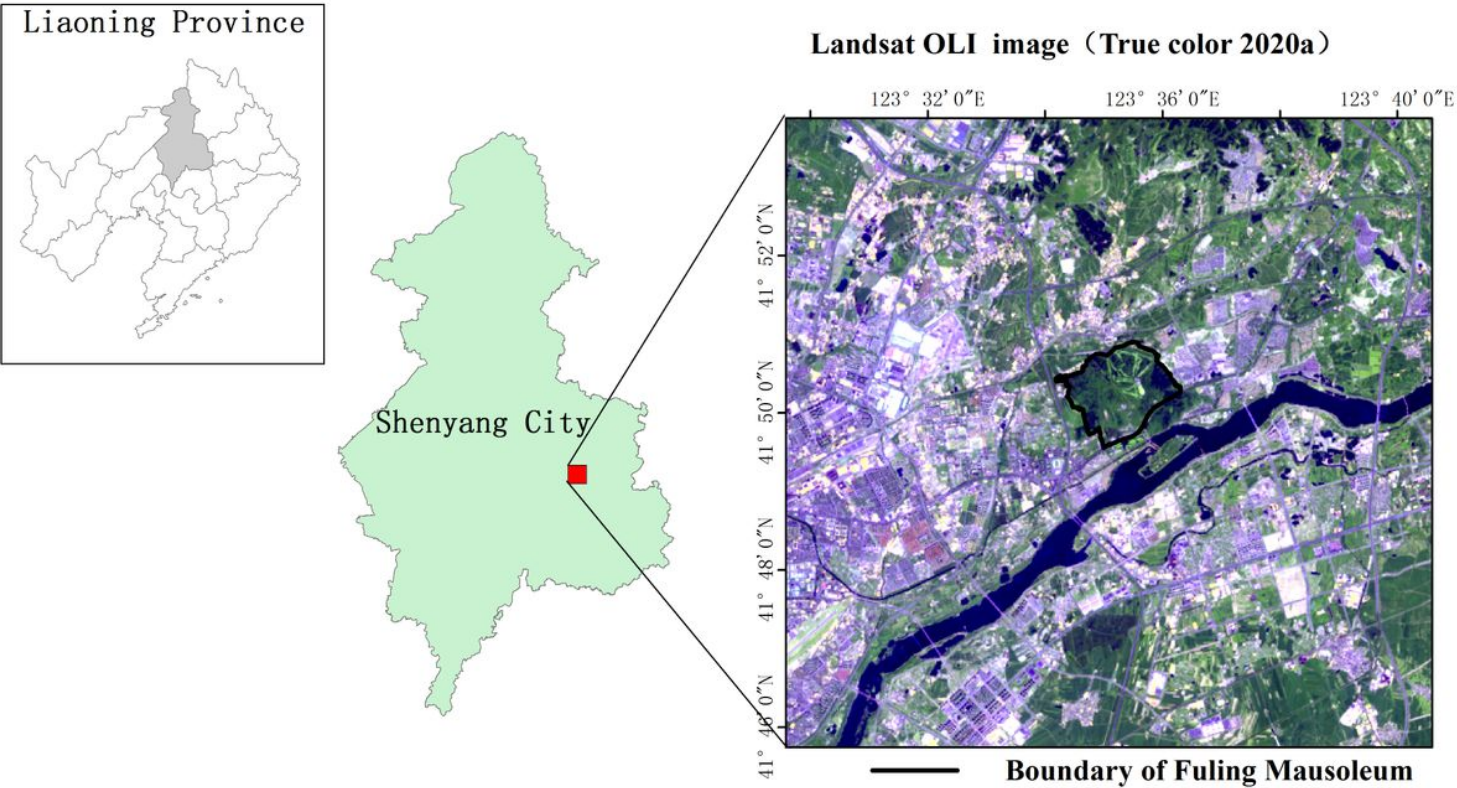 Liaoning Province
Landsat OLI image（True color 2020a）
123° 32′ 0″E 123° 36′ 0″E 123° 40′ 0″E
41° 52′ 0″N
41° 50′ 0″N
41° 48′ 0″N
41° 46′ 0″N
Shenyang City
Boundary of Fuling Mausoleum